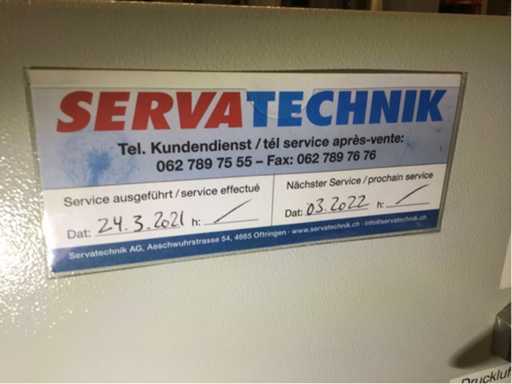 SERVATECHNIK
Tel. Kundendienst / tél service après-vente:
062 789 75 55 – Fax: 062 789 76 76
Service ausgeführt / service effectué
Dat: 24.3.2021 h: /
Nächster Service / prochain service
Dat: 03.2022 h: /
Servatechnik AG, Aeschwuhrstrasse 54, 4665 Oftringen · www.servatechnik.ch · info@servatechnik.ch